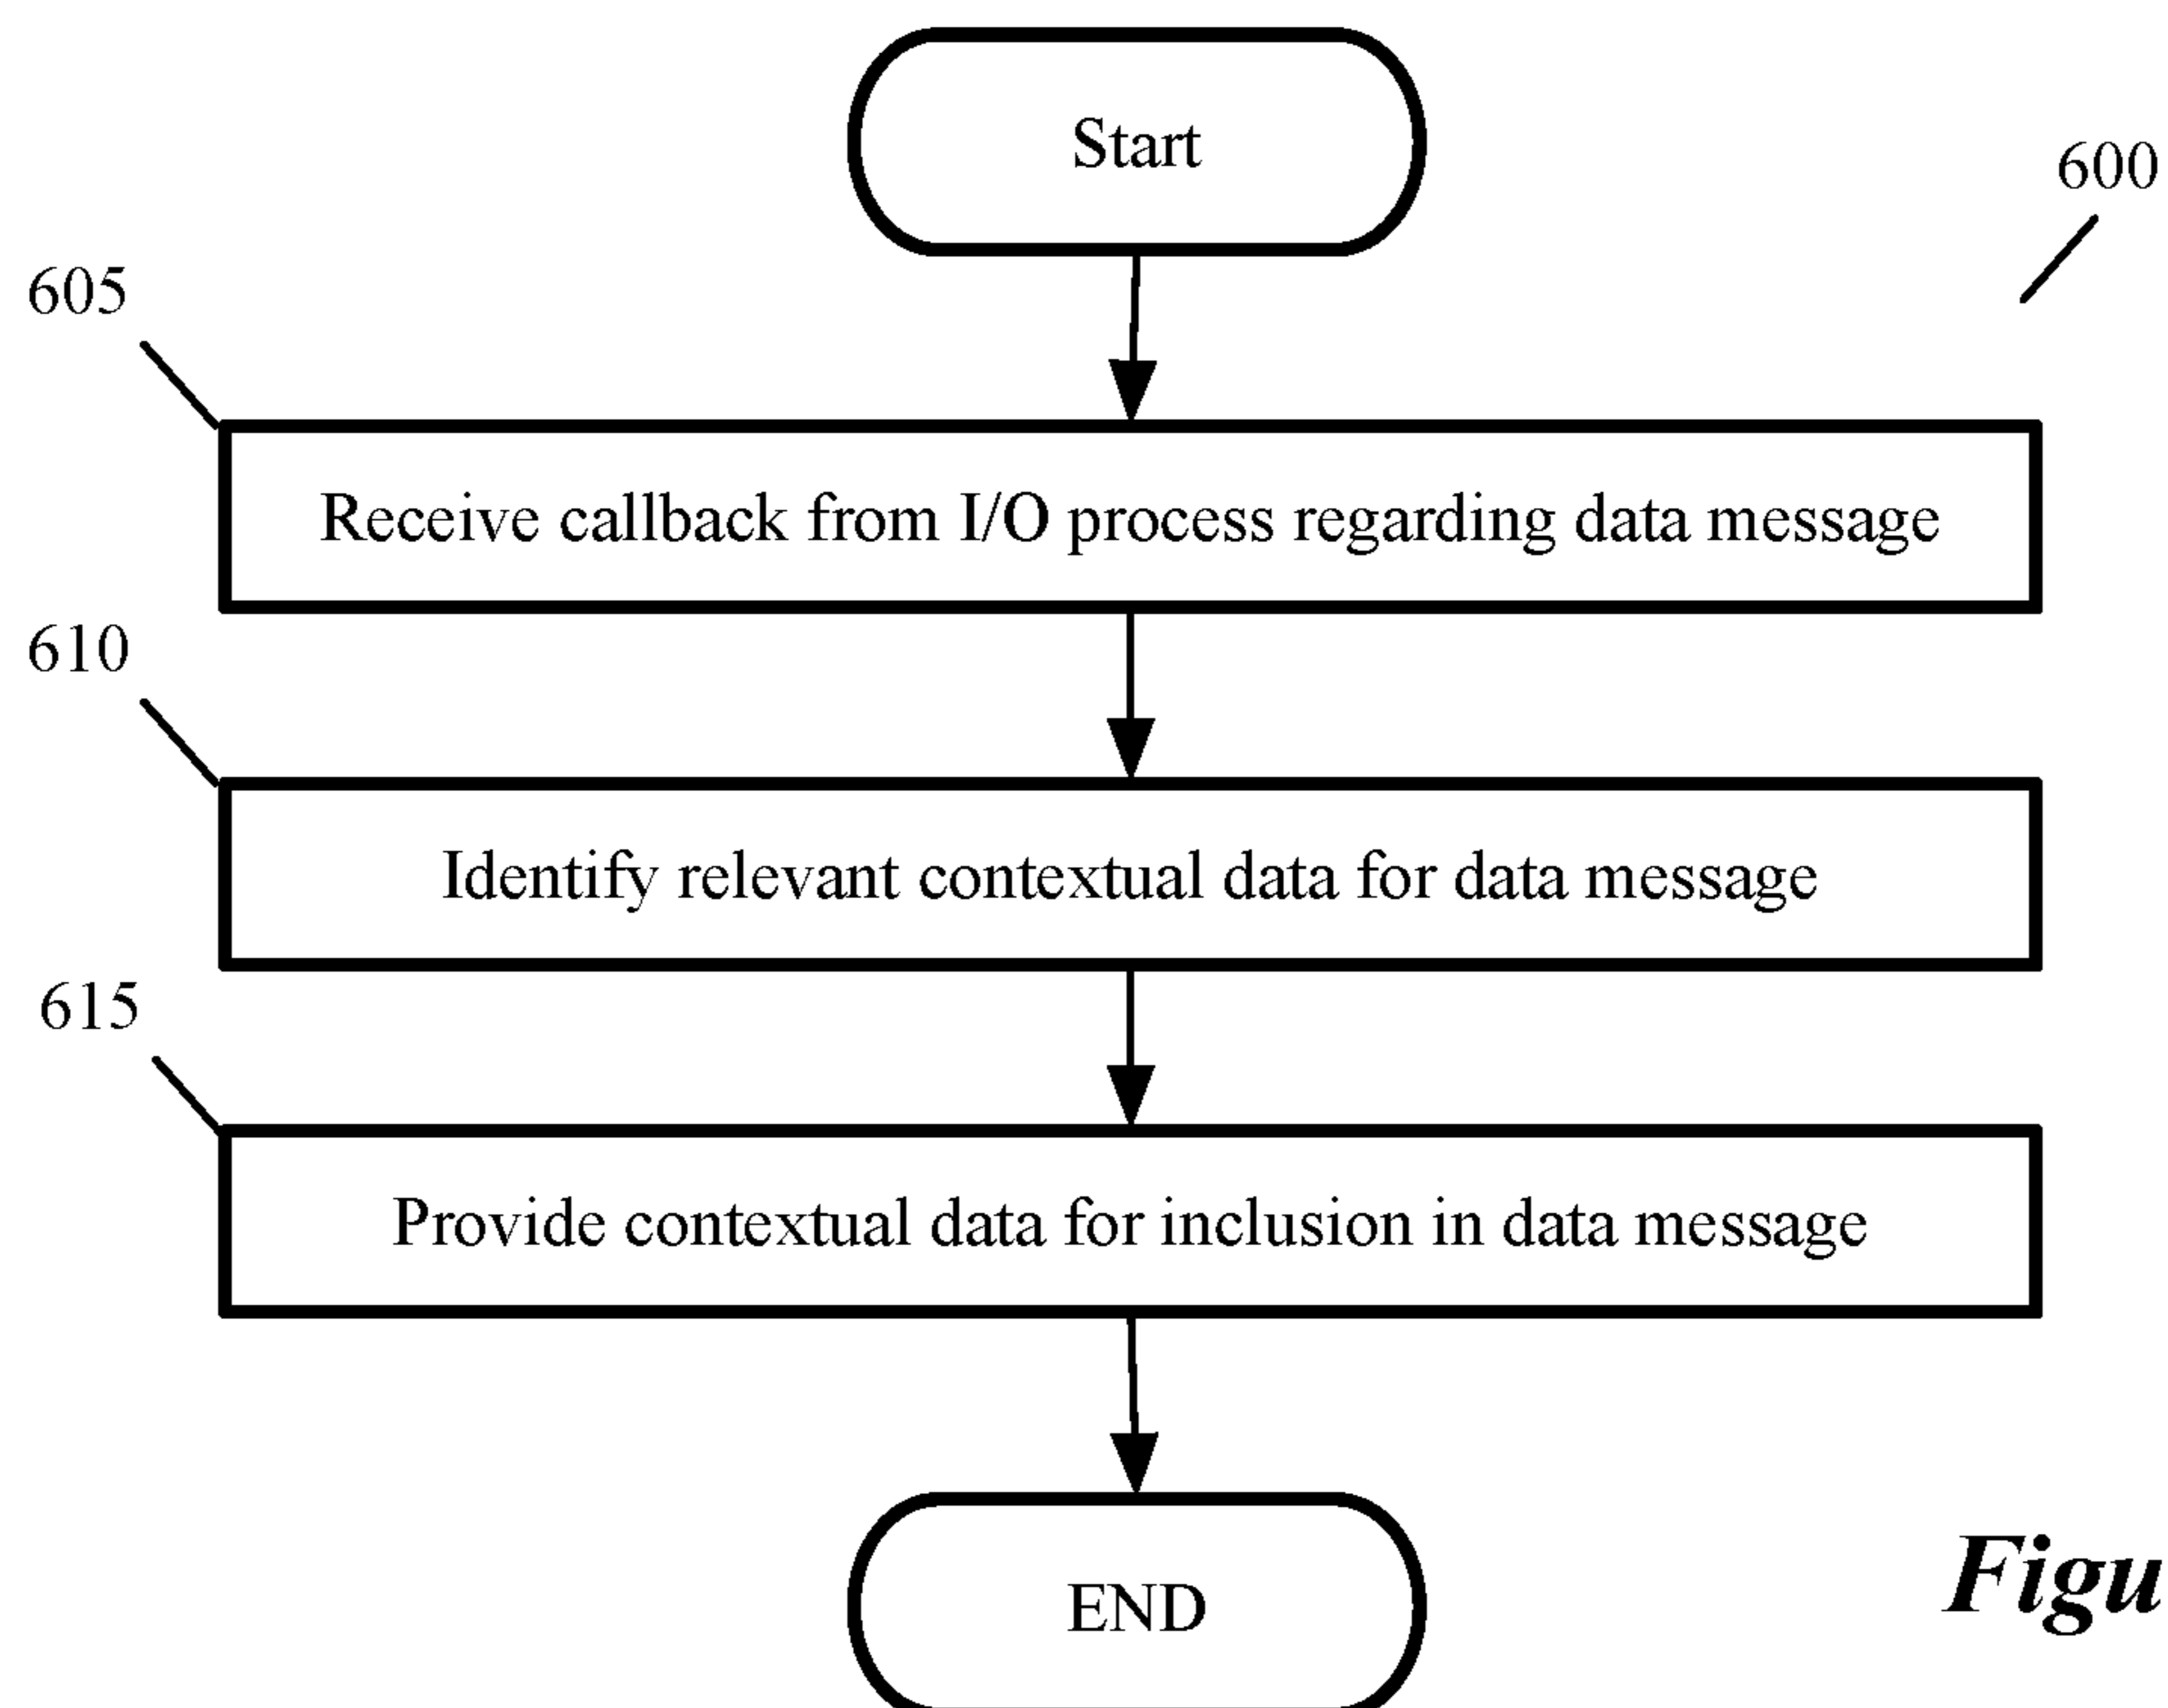 Start
600
605
Receive callback from I/O process regarding data message
610
Identify relevant contextual data for data message
615
Provide contextual data for inclusion in data message
END
Figu